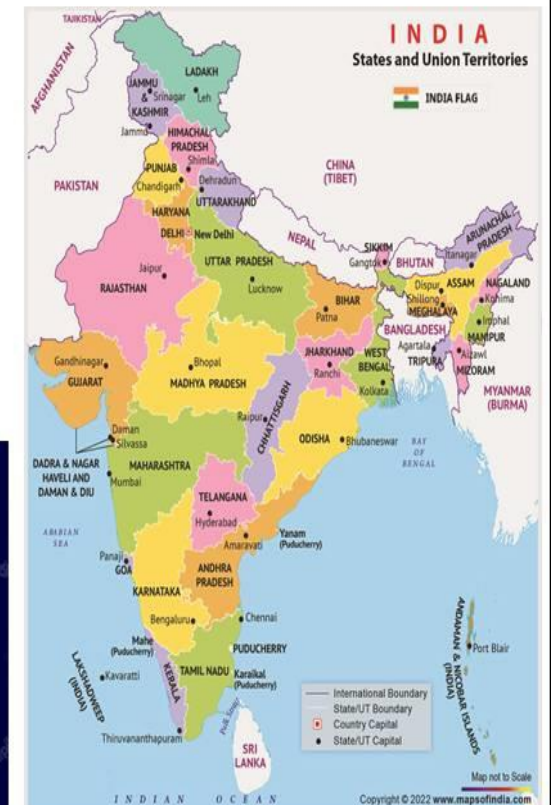 INDIA
States and Union Territories
INDIA FLAG
TAJIKISTAN
AFGHANISTAN
PAKISTAN
CHINA
(TIBET)
NEPAL
BHUTAN
BANGLADESH
MYANMAR
(BURMA)
SRI
LANKA
LADAKH
Leh
JAMMU
&
KASHMIR
Srinagar
Jammu
HIMACHAL
PRADESH
Shimla
PUNJAB
Chandigarh
Dehradun
UTTARAKHAND
HARYANA
DELHI
New Delhi
RAJASTHAN
Jaipur
UTTAR PRADESH
Lucknow
BIHAR
Patna
SIKKIM
Gangtok
ARUNACHAL
PRADESH
Itanagar
ASSAM
Dispur
NAGALAND
Kohima
Shillong
MEGHALAYA
Imphal
MANIPUR
Agartala
TRIPURA
Aizawl
MIZORAM
JHARKHAND
Ranchi
WEST
BENGAL
Kolkata
GUJARAT
Gandhinagar
MADHYA PRADESH
Bhopal
CHHATTISGARH
Raipur
ODISHA
Bhubaneswar
Daman
Silvassa
DADRA & NAGAR
HAVELI AND
DAMAN & DIU
MAHARASHTRA
Mumbai
TELANGANA
Hyderabad
Amaravati
ANDHRA
PRADESH
Yanam
(Puducherry)
Panaji
GOA
KARNATAKA
Bengaluru
Chennai
PUDUCHERRY
Mahe
(Puducherry)
TAMIL NADU
Karaikal
(Puducherry)
KERALA
Thiruvananthapuram
LAKSHADWEEP
(INDIA)
Kavaratti
ANDAMAN & NICOBAR ISLANDS
(INDIA)
Port Blair
ARABIAN
SEA
BAY
OF
BENGAL
Palk Strait
INDIAN OCEAN
International Boundary
State/UT Boundary
Country Capital
State/UT Capital
Map not to Scale
Copyright © 2022 www.mapsofindia.com